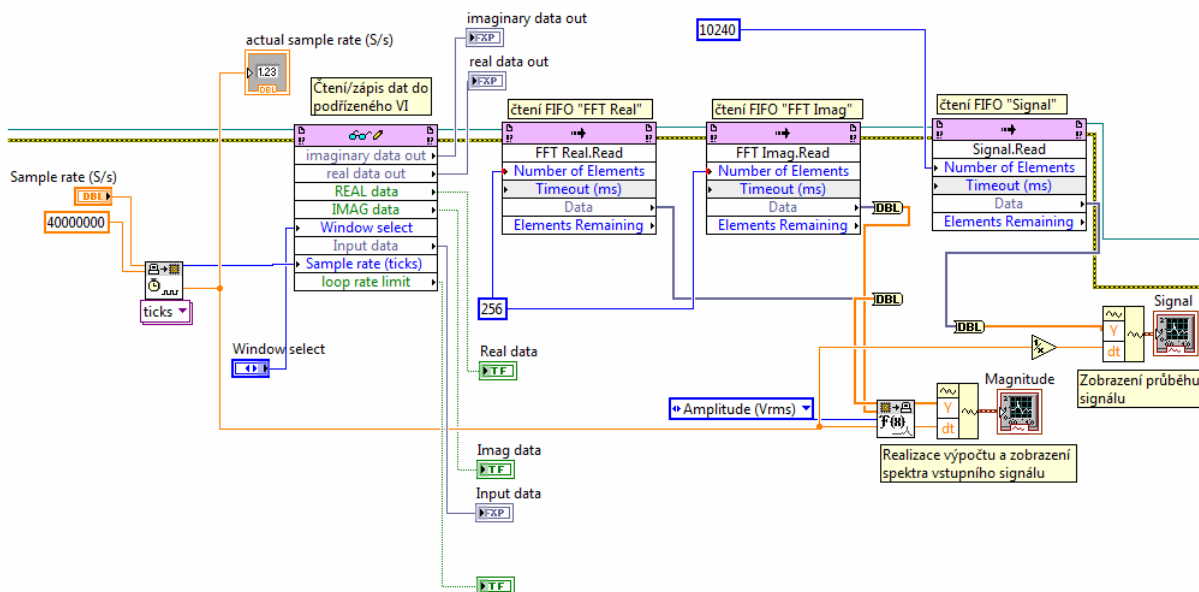 imaginary data out
FXP
actual sample rate (S/s)
1.23
DBL
real data out
FXP
10240
Čtení/zápis dat do
podřízeného VI
čtení FIFO "FFT Real"
čtení FIFO "FFT Imag"
čtení FIFO "Signal"
imaginary data out
real data out
REAL data
IMAG data
Window select
Input data
Sample rate (ticks)
loop rate limit
FFT Real.Read
Number of Elements
Timeout (ms)
Data
Elements Remaining
FFT Imag.Read
Number of Elements
Timeout (ms)
Data
Elements Remaining
Signal.Read
Number of Elements
Timeout (ms)
Data
Elements Remaining
Sample rate (S/s)
DBL
40000000
ticks
DBL
DBL
256
Window select
Real data
TF
DBL
Y
dt
Signal
1/x
Zobrazení průběhu
signálu
Amplitude (Vrms)
F(x)
Y
dt
Magnitude
Realizace výpočtu a zobrazení
spektra vstupního signálu
Imag data
TF
Input data
FXP
TF